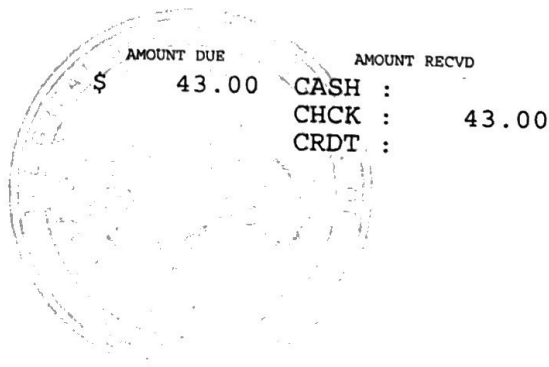 AMOUNT DUE AMOUNT RECVD
$ 43.00 CASH :
CHCK : 43.00
CRDT :